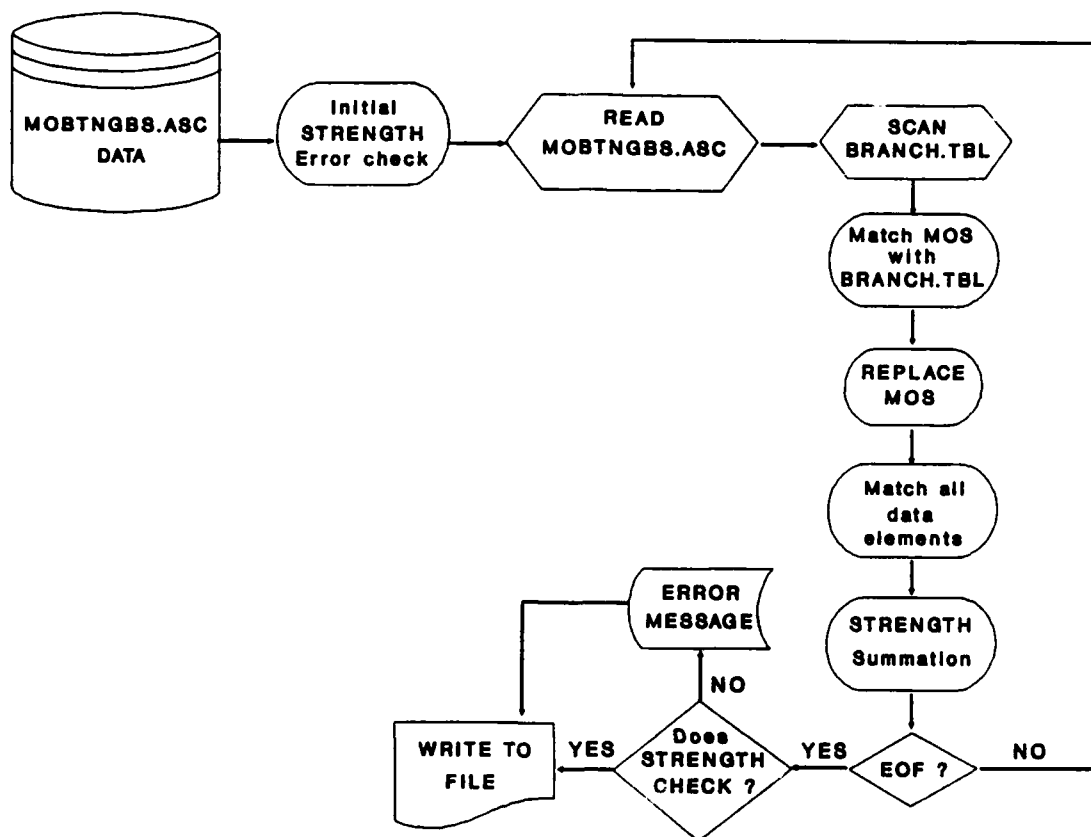 MOBTNGBS.ASC
DATA
Initial
STRENGTH
Error check
READ
MOBTNGBS.ASC
SCAN
BRANCH.TBL
Match MOS
with
BRANCH.TBL
REPLACE
MOS
Match all
data
elements
STRENGTH
Summation
EOF ?
NO
YES
Does
STRENGTH
CHECK ?
NO
ERROR
MESSAGE
YES
WRITE TO
FILE